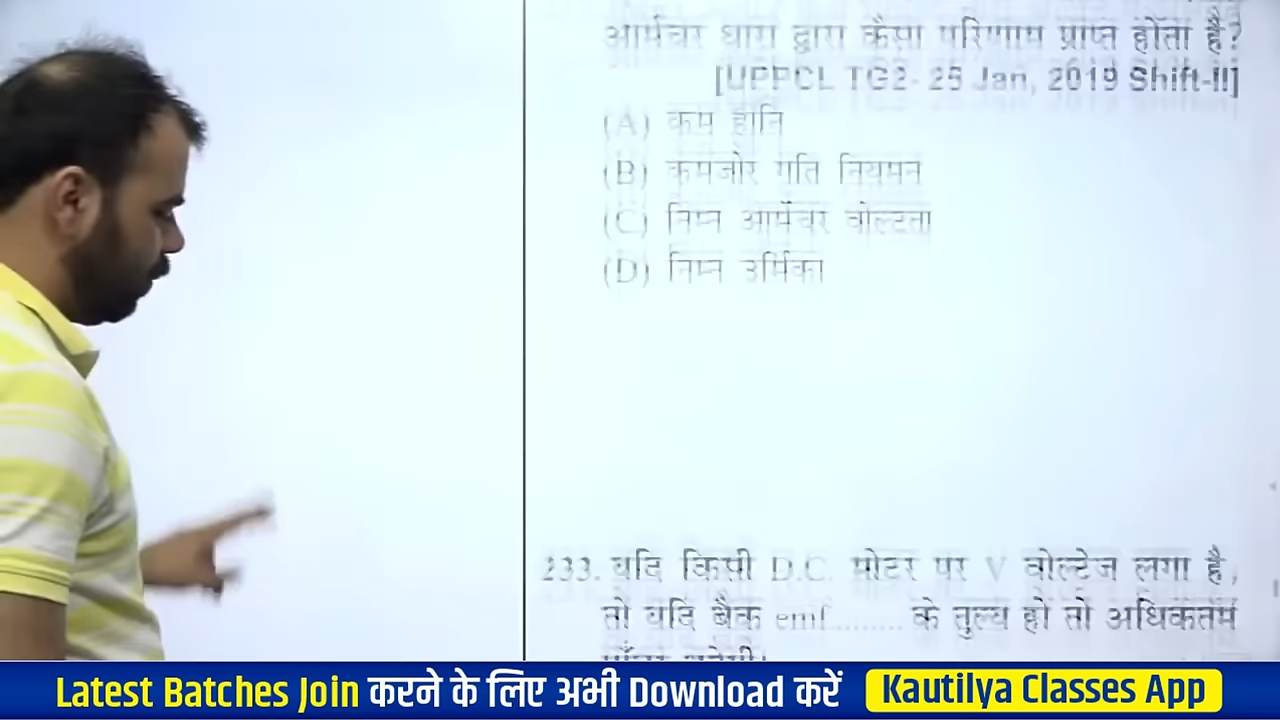 आर्मेचर धारा द्वारा कैसा परिणाम प्राप्त होता है?
[UPPCL TG2- 25 Jan, 2019 Shift-II]
(A) कम हानि
(B) कमजोर गति नियमन
(C) निम्न आर्मेचर वोल्टता
(D) निम्न उर्मिका
233. यदि किसी D.C. मोटर पर V वोल्टेज लगा है,
तो यदि बैक emf......... के तुल्य हो तो अधिकतम
Latest Batches Join करने के लिए अभी Download करें Kautilya Classes App